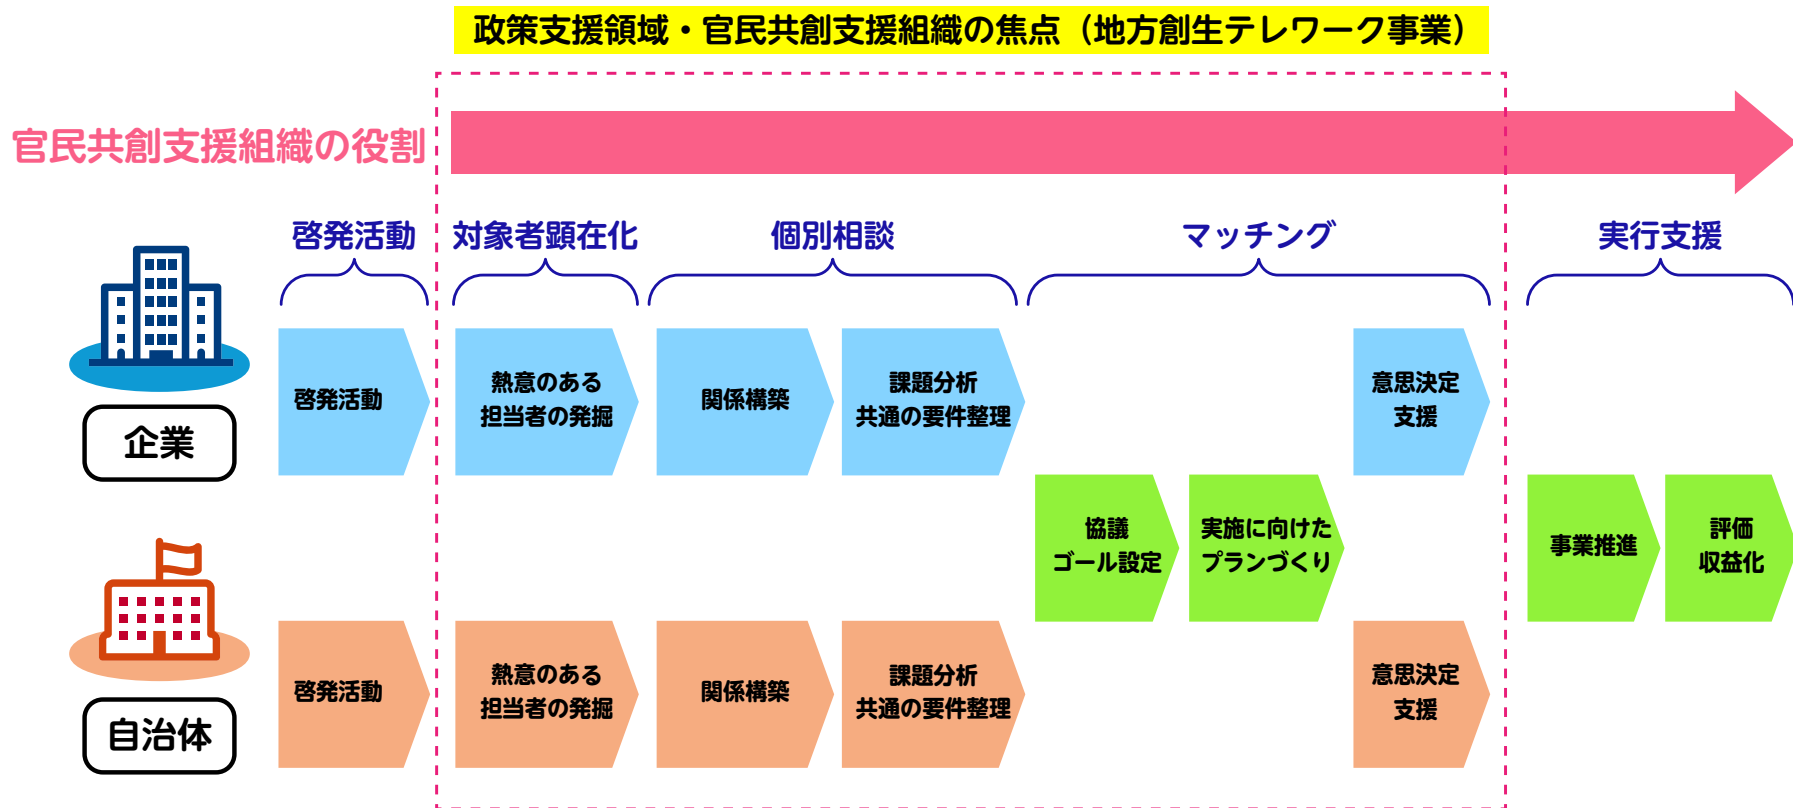 政策支援領域・官民共創支援組織の焦点（地方創生テレワーク事業）
官民共創支援組織の役割
啓発活動
対象者顕在化
個別相談
マッチング
実行支援
企業
啓発活動
熱意のある
担当者の発掘
関係構築
課題分析
共通の要件整理
意思決定
支援
協議
ゴール設定
実施に向けた
プランづくり
事業推進
評価
収益化
自治体
啓発活動
熱意のある
担当者の発掘
関係構築
課題分析
共通の要件整理
意思決定
支援